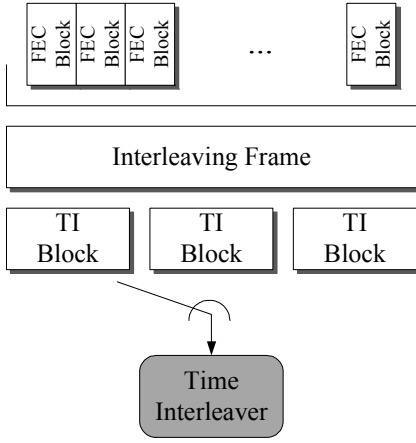 FEC
Block
FEC
Block
FEC
Block
...
FEC
Block
Interleaving Frame
TI
Block
TI
Block
TI
Block
Time
Interleaver